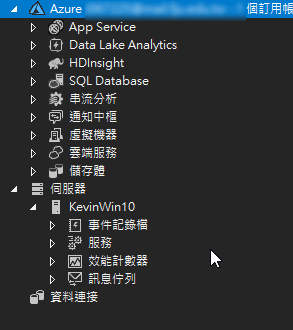 Azure 個訂用帳
App Service
Data Lake Analytics
HDInsight
SQL Database
串流分析
通知中樞
虛擬機器
雲端服務
儲存體
伺服器
KevinWin10
事件記錄檔
服務
效能計數器
訊息佇列
資料連接